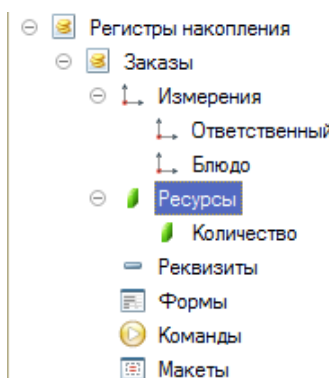 Регистры накопления
Заказы
Измерения
Ответственный
Блюдо
Ресурсы
Количество
Реквизиты
Формы
Команды
Макеты